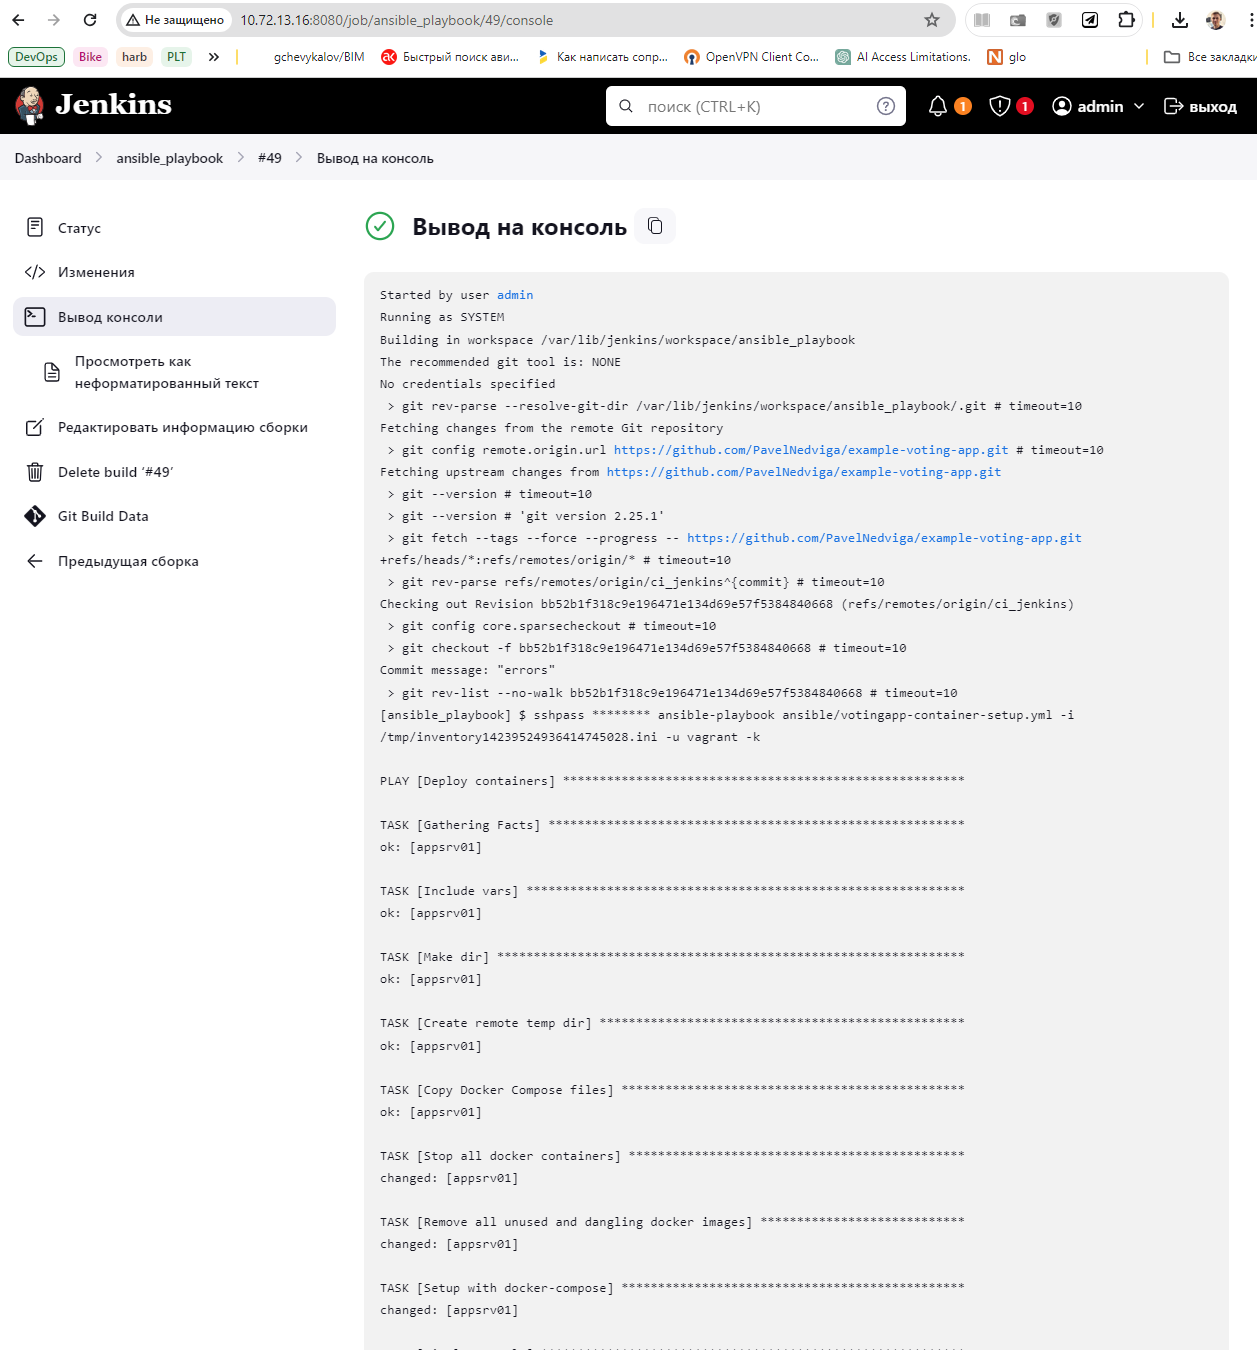 Не защищено 10.72.13.16:8080/job/ansible_playbook/49/console
DevOps Bike harb PLT » gchevykalov/BIM Быстрый поиск ави... Как написать сопр... OpenVPN Client Co... AI Access Limitations. glo Все закладки
Jenkins поиск (CTRL+K) 1 1 admin выход
Dashboard ansible_playbook #49 Вывод на консоль
Статус
Изменения
Вывод консоли
Просмотреть как
неформатированный текст
Редактировать информацию сборки
Delete build ‘#49’
Git Build Data
Предыдущая сборка
Вывод на консоль
Started by user admin
Running as SYSTEM
Building in workspace /var/lib/jenkins/workspace/ansible_playbook
The recommended git tool is: NONE
No credentials specified
> git rev-parse --resolve-git-dir /var/lib/jenkins/workspace/ansible_playbook/.git # timeout=10
Fetching changes from the remote Git repository
> git config remote.origin.url https://github.com/PavelNedviga/example-voting-app.git # timeout=10
Fetching upstream changes from https://github.com/PavelNedviga/example-voting-app.git
> git --version # timeout=10
> git --version # 'git version 2.25.1'
> git fetch --tags --force --progress -- https://github.com/PavelNedviga/example-voting-app.git
+refs/heads/*:refs/remotes/origin/* # timeout=10
> git rev-parse refs/remotes/origin/ci_jenkins^{commit} # timeout=10
Checking out Revision bb52b1f318c9e196471e134d69e57f5384840668 (refs/remotes/origin/ci_jenkins)
> git config core.sparsecheckout # timeout=10
> git checkout -f bb52b1f318c9e196471e134d69e57f5384840668 # timeout=10
Commit message: "errors"
> git rev-list --no-walk bb52b1f318c9e196471e134d69e57f5384840668 # timeout=10
[ansible_playbook] $ sshpass ******** ansible-playbook ansible/votingapp-container-setup.yml -i
/tmp/inventory14239524936414745028.ini -u vagrant -k
PLAY [Deploy containers] *******************************************************
TASK [Gathering Facts] *********************************************************
ok: [appsrv01]
TASK [Include vars] ************************************************************
ok: [appsrv01]
TASK [Make dir] ****************************************************************
ok: [appsrv01]
TASK [Create remote temp dir] **************************************************
ok: [appsrv01]
TASK [Copy Docker Compose files] ***********************************************
ok: [appsrv01]
TASK [Stop all docker containers] **********************************************
changed: [appsrv01]
TASK [Remove all unused and dangling docker images] ****************************
changed: [appsrv01]
TASK [Setup with docker-compose] ***********************************************
changed: [appsrv01]